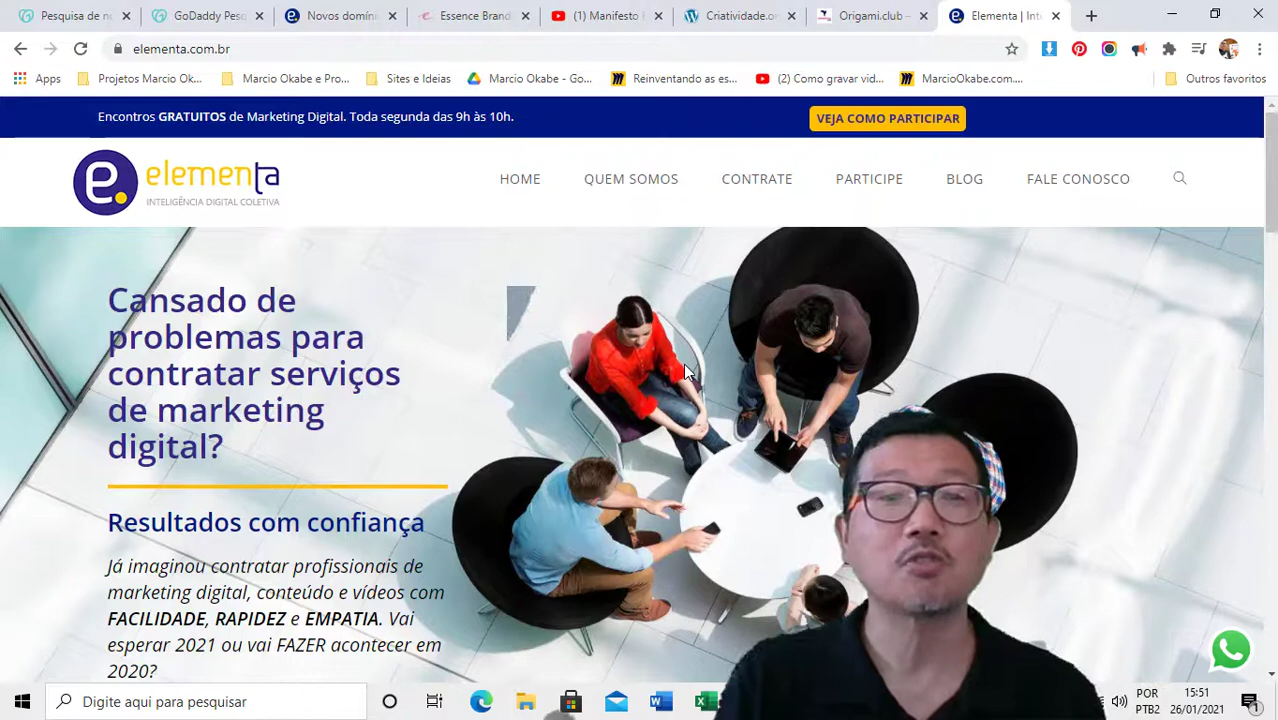 Pesquisa de no
GoDaddy Pesq
Novos domíni
Essence Brand
(1) Manifesto
Criatividade.or
Origami.club –
Elementa | Int
elementa.com.br
Apps
Projetos Marcio Ok...
Marcio Okabe e Pro...
Sites e Ideias
Marcio Okabe - Go...
Reinventando as es...
(2) Como gravar vid...
MarcioOkabe.com....
Outros favoritos
Encontros GRATUITOS de Marketing Digital. Toda segunda das 9h às 10h.
VEJA COMO PARTICIPAR
e. elementa
INTELIGÊNCIA DIGITAL COLETIVA
HOME
QUEM SOMOS
CONTRATE
PARTICIPE
BLOG
FALE CONOSCO
Cansado de
problemas para
contratar serviços
de marketing
digital?
Resultados com confiança
Já imaginou contratar profissionais de
marketing digital, conteúdo e vídeos com
FACILIDADE, RAPIDEZ e EMPATIA. Vai
esperar 2021 ou vai FAZER acontecer em
2020?
Digite aqui para pesquisar
POR
PTB2
15:51
26/01/2021